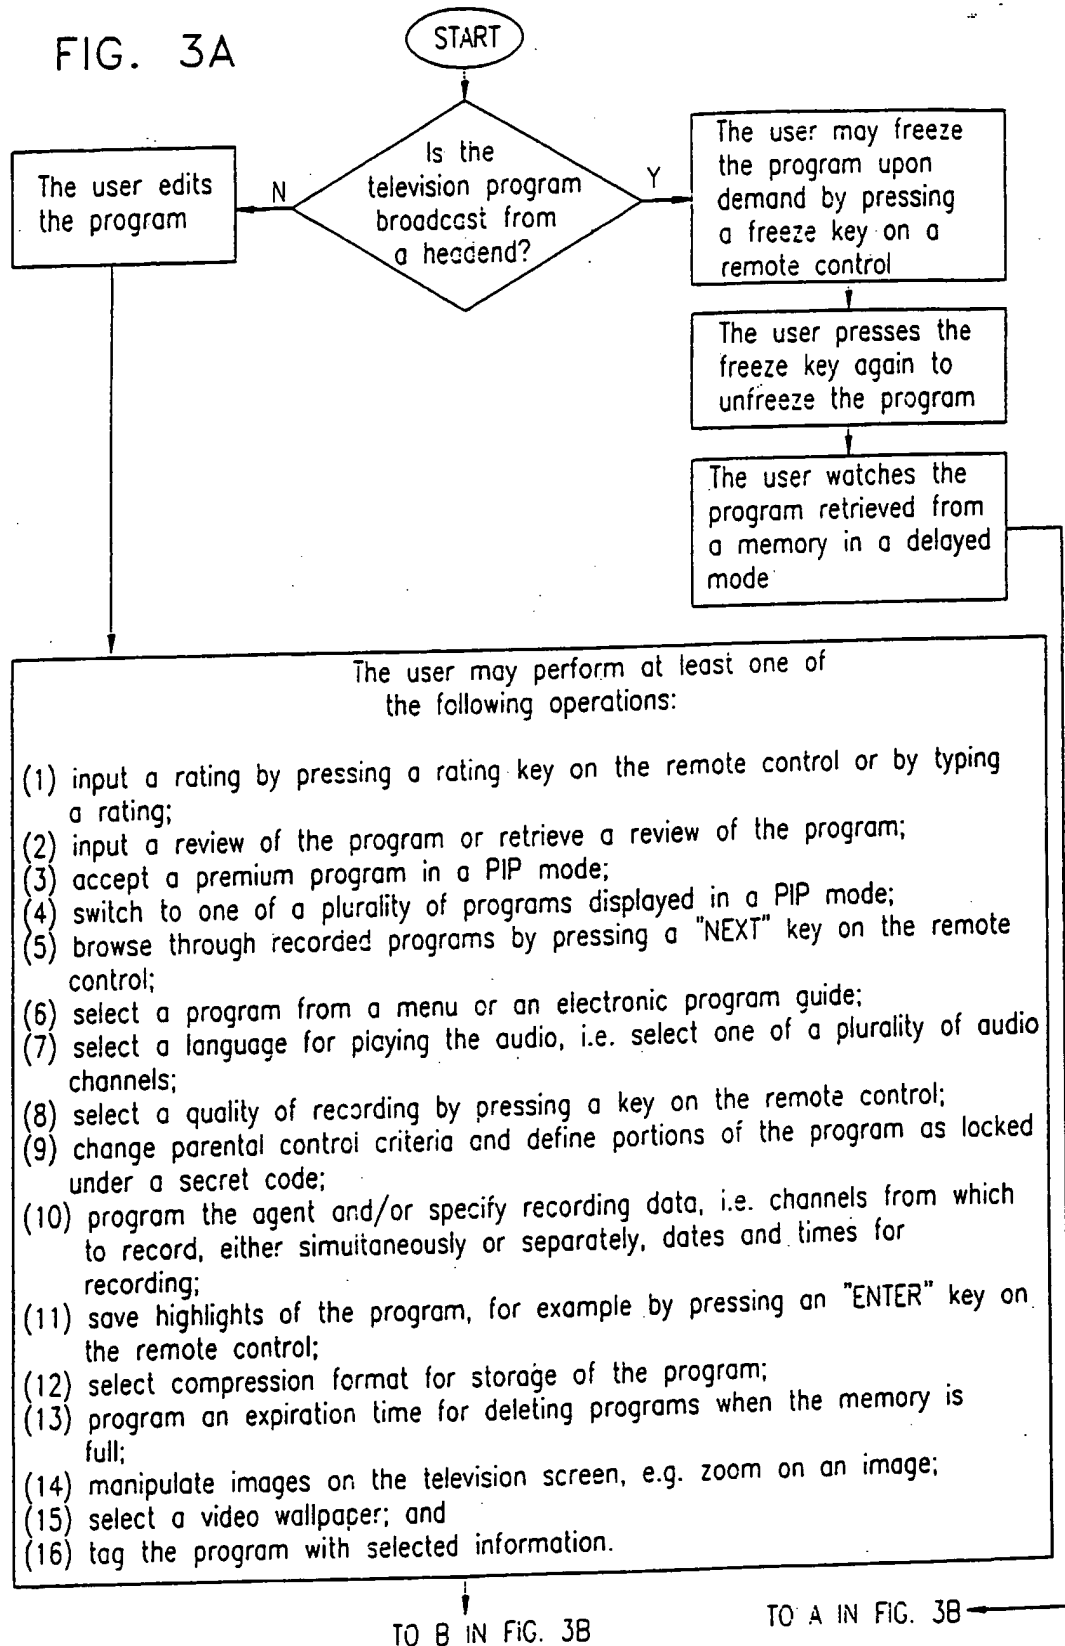 FIG. 3A
START
Is the
television program
broadcast from
a headend?
N
Y
The user edits
the program
The user may freeze
the program upon
demand by pressing
a freeze key on a
remote control
The user presses the
freeze key again to
unfreeze the program
The user watches the
program retrieved from
a memory in a delayed
mode
The user may perform at least one of
the following operations:
(1) input a rating by pressing a rating key on the remote control or by typing
a rating;
(2) input a review of the program or retrieve a review of the program;
(3) accept a premium program in a PIP mode;
(4) switch to one of a plurality of programs displayed in a PIP mode;
(5) browse through recorded programs by pressing a "NEXT" key on the remote
control;
(6) select a program from a menu or an electronic program guide;
(7) select a language for playing the audio, i.e. select one of a plurality of audio
channels;
(8) select a quality of recording by pressing a key on the remote control;
(9) change parental control criteria and define portions of the program as locked
under a secret code;
(10) program the agent and/or specify recording data, i.e. channels from which
to record, either simultaneously or separately, dates and times for
recording;
(11) save highlights of the program, for example by pressing an "ENTER" key on
the remote control;
(12) select compression format for storage of the program;
(13) program an expiration time for deleting programs when the memory is
full;
(14) manipulate images on the television screen, e.g. zoom on an image;
(15) select a video wallpaper; and
(16) tag the program with selected information.
TO B IN FIG. 3B
TO A IN FIG. 3B